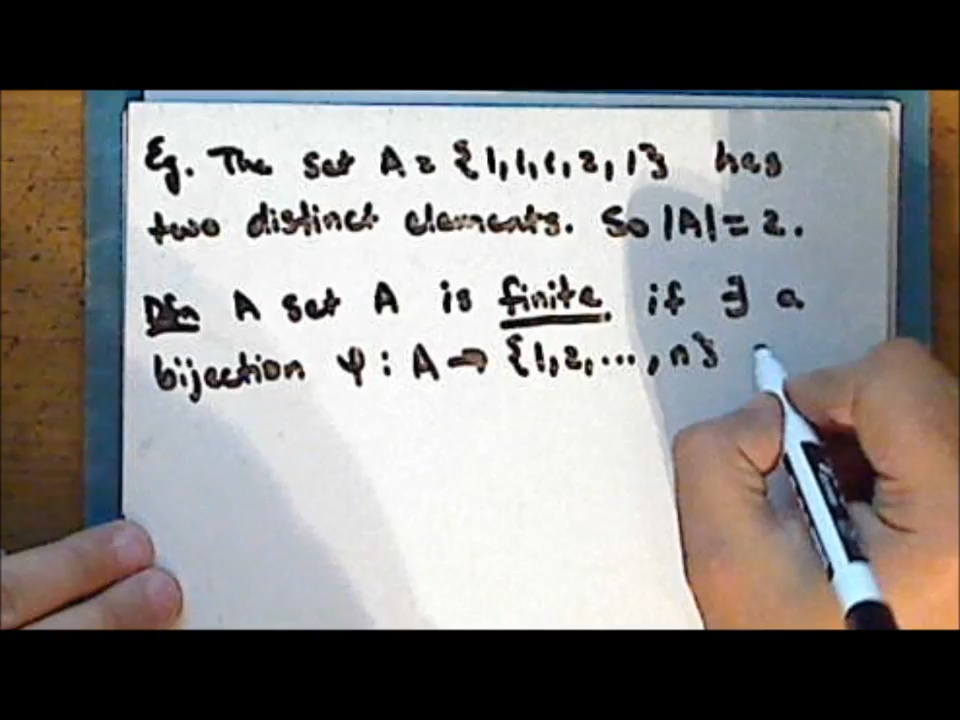 Eg. The set A = {1,1,1,2,1} has
two distinct elements. So |A| = 2.
Dfn A set A is finite if ∃ a
bijection φ : A → {1,2,...,n}